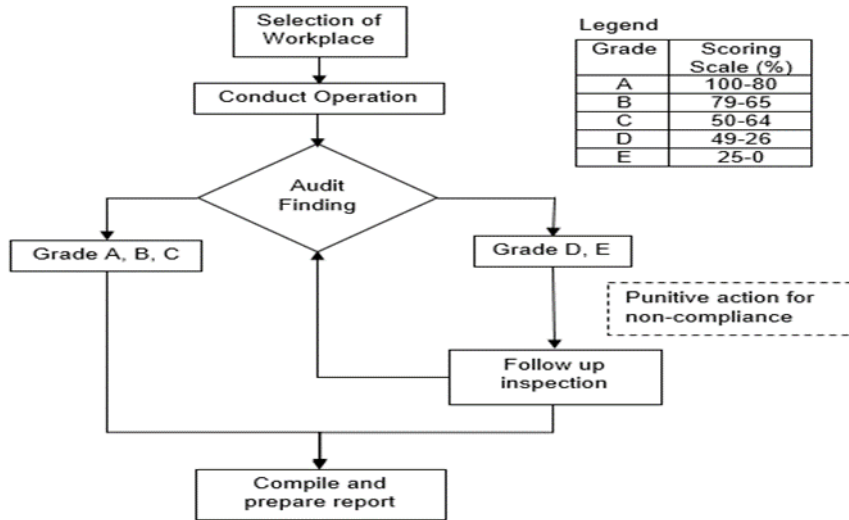 Selection of
Workplace
Legend
Grade Scoring
Scale (%)
A 100-80
B 79-65
C 50-64
D 49-26
E 25-0
Conduct Operation
Audit
Finding
Grade A, B, C
Grade D, E
Punitive action for
non-compliance
Follow up
inspection
Compile and
prepare report